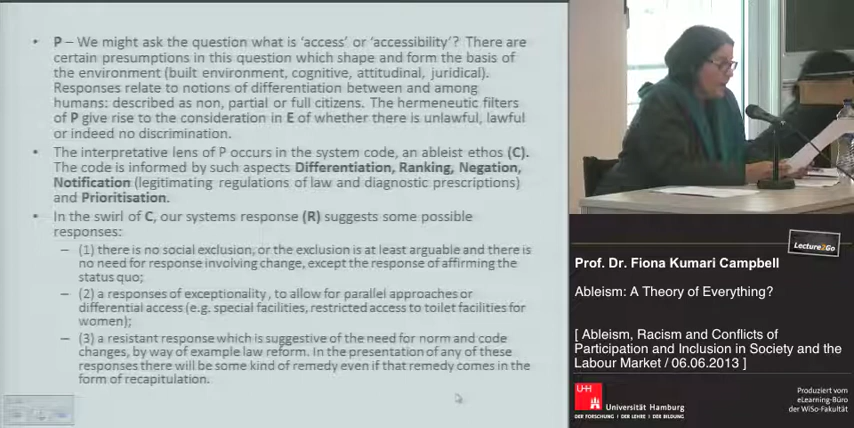 • P – We might ask the question what is ‘access’ or ‘accessibility’? There are
certain presumptions in this question which shape and form the basis of
the environment (built environment, cognitive, attitudinal, juridical).
Responses relate to notions of differentiation between and among
humans: described as non, partial or full citizens. The hermeneutic filters
of P give rise to the consideration in E of whether there is unlawful, lawful
or indeed no discrimination.
• The interpretative lens of P occurs in the system code, an ableist ethos (C).
The code is informed by such aspects Differentiation, Ranking, Negation,
Notification (legitimating regulations of law and diagnostic prescriptions)
and Prioritisation.
• In the swirl of C, our systems response (R) suggests some possible
responses:
– (1) there is no social exclusion, or the exclusion is at least arguable and there is
no need for response involving change, except the response of affirming the
status quo;
– (2) a responses of exceptionality, to allow for parallel approaches or
differential access (e.g. special facilities, restricted access to toilet facilities for
women);
– (3) a resistant response which is suggestive of the need for norm and code
changes, by way of example law reform. In the presentation of any of these
responses there will be some kind of remedy even if that remedy comes in the
form of recapitulation.
Lecture2Go
Prof. Dr. Fiona Kumari Campbell
Ableism: A Theory of Everything?
[ Ableism, Racism and Conflicts of
Participation and Inclusion in Society and the
Labour Market / 06.06.2013 ]
UH
Universität Hamburg
DER FORSCHUNG | DER LEHRE | DER BILDUNG
Produziert vom
eLearning-Büro
der WiSo-Fakultät